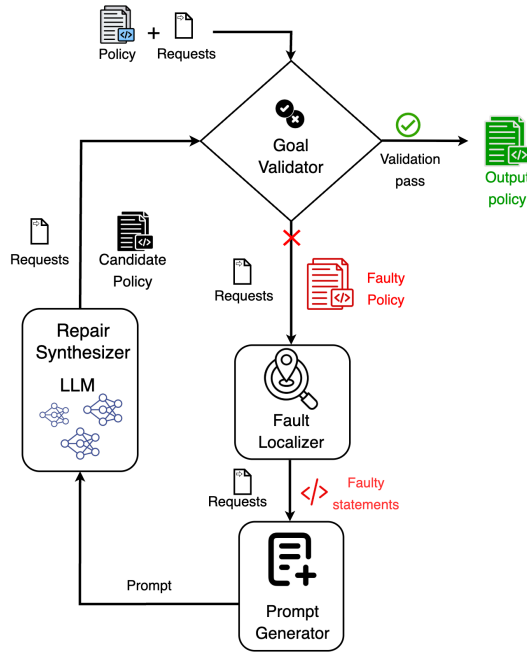 Policy
+
Requests
Goal
Validator
Validation
pass
Output
policy
Requests
Candidate
Policy
Requests
Faulty
Policy
Repair
Synthesizer
LLM
Fault
Localizer
Requests
</>
Faulty
statements
Prompt
Prompt
Generator